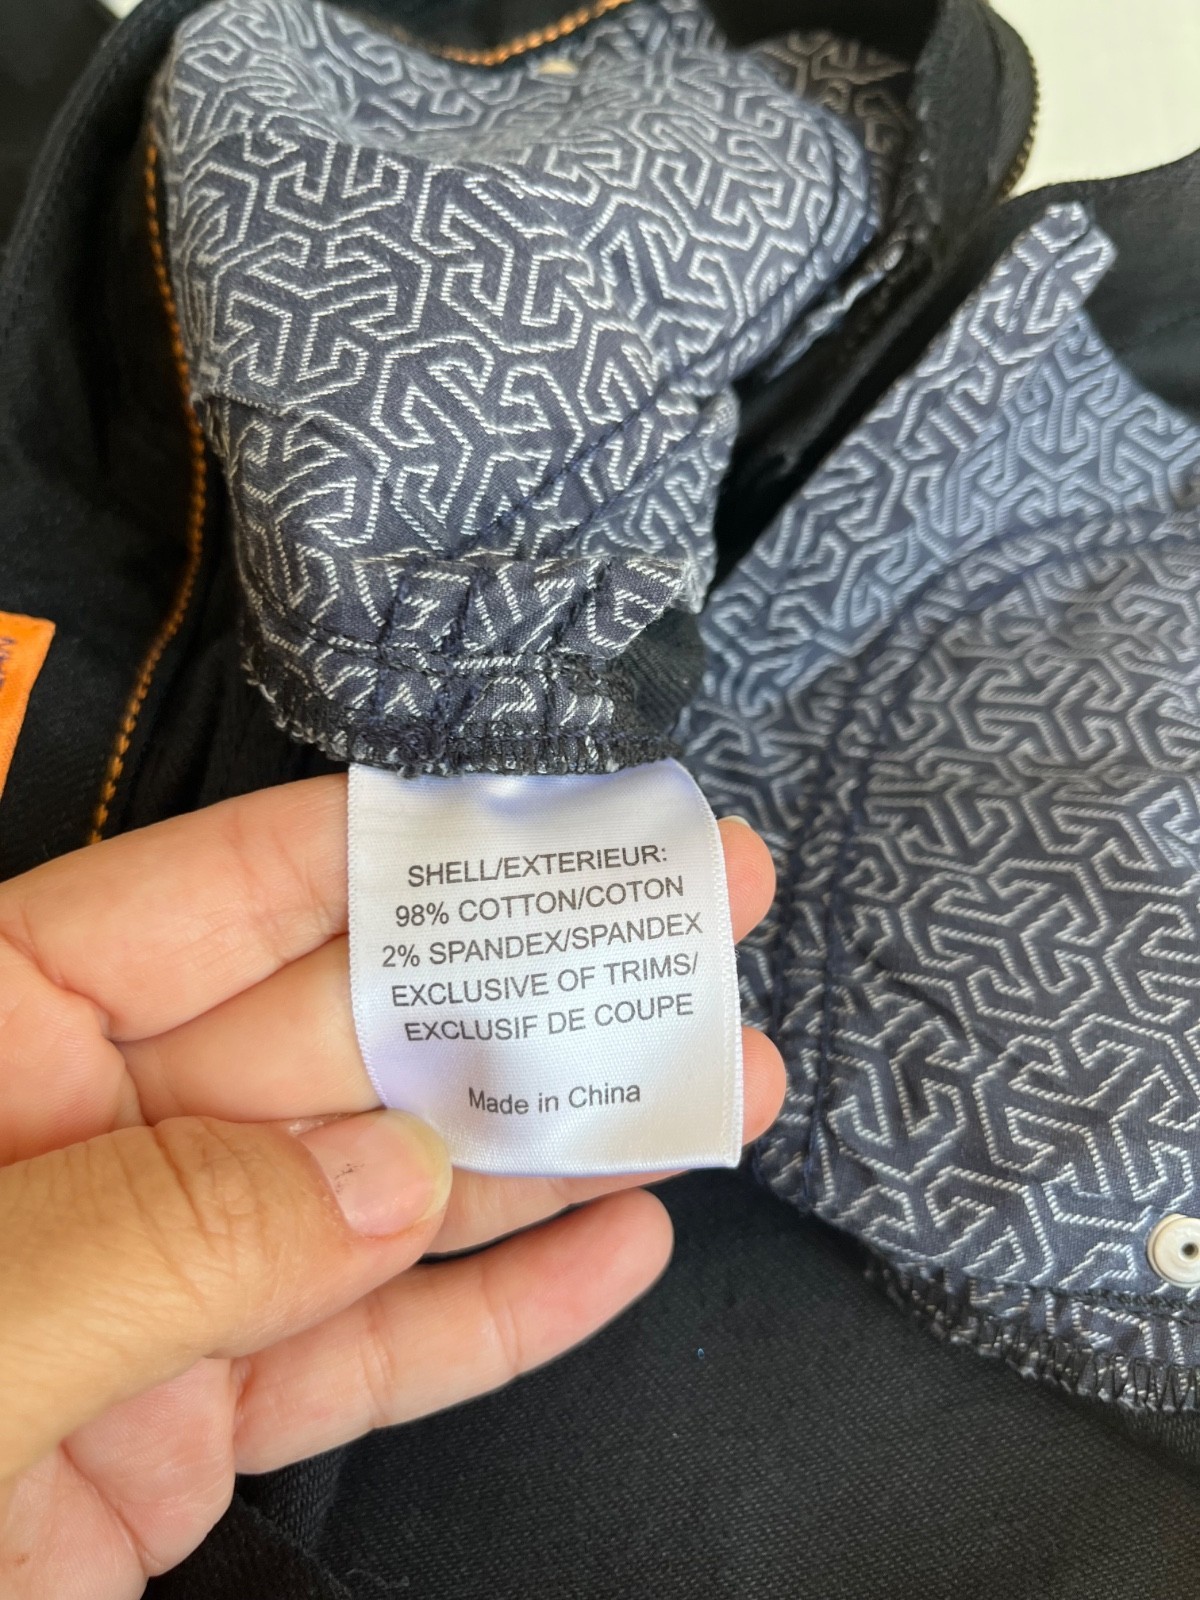 SHELL/EXTERIEUR:
98% COTTON/COTON
2% SPANDEX/SPANDEX
EXCLUSIVE OF TRIMS/
EXCLUSIF DE COUPE
Made in China